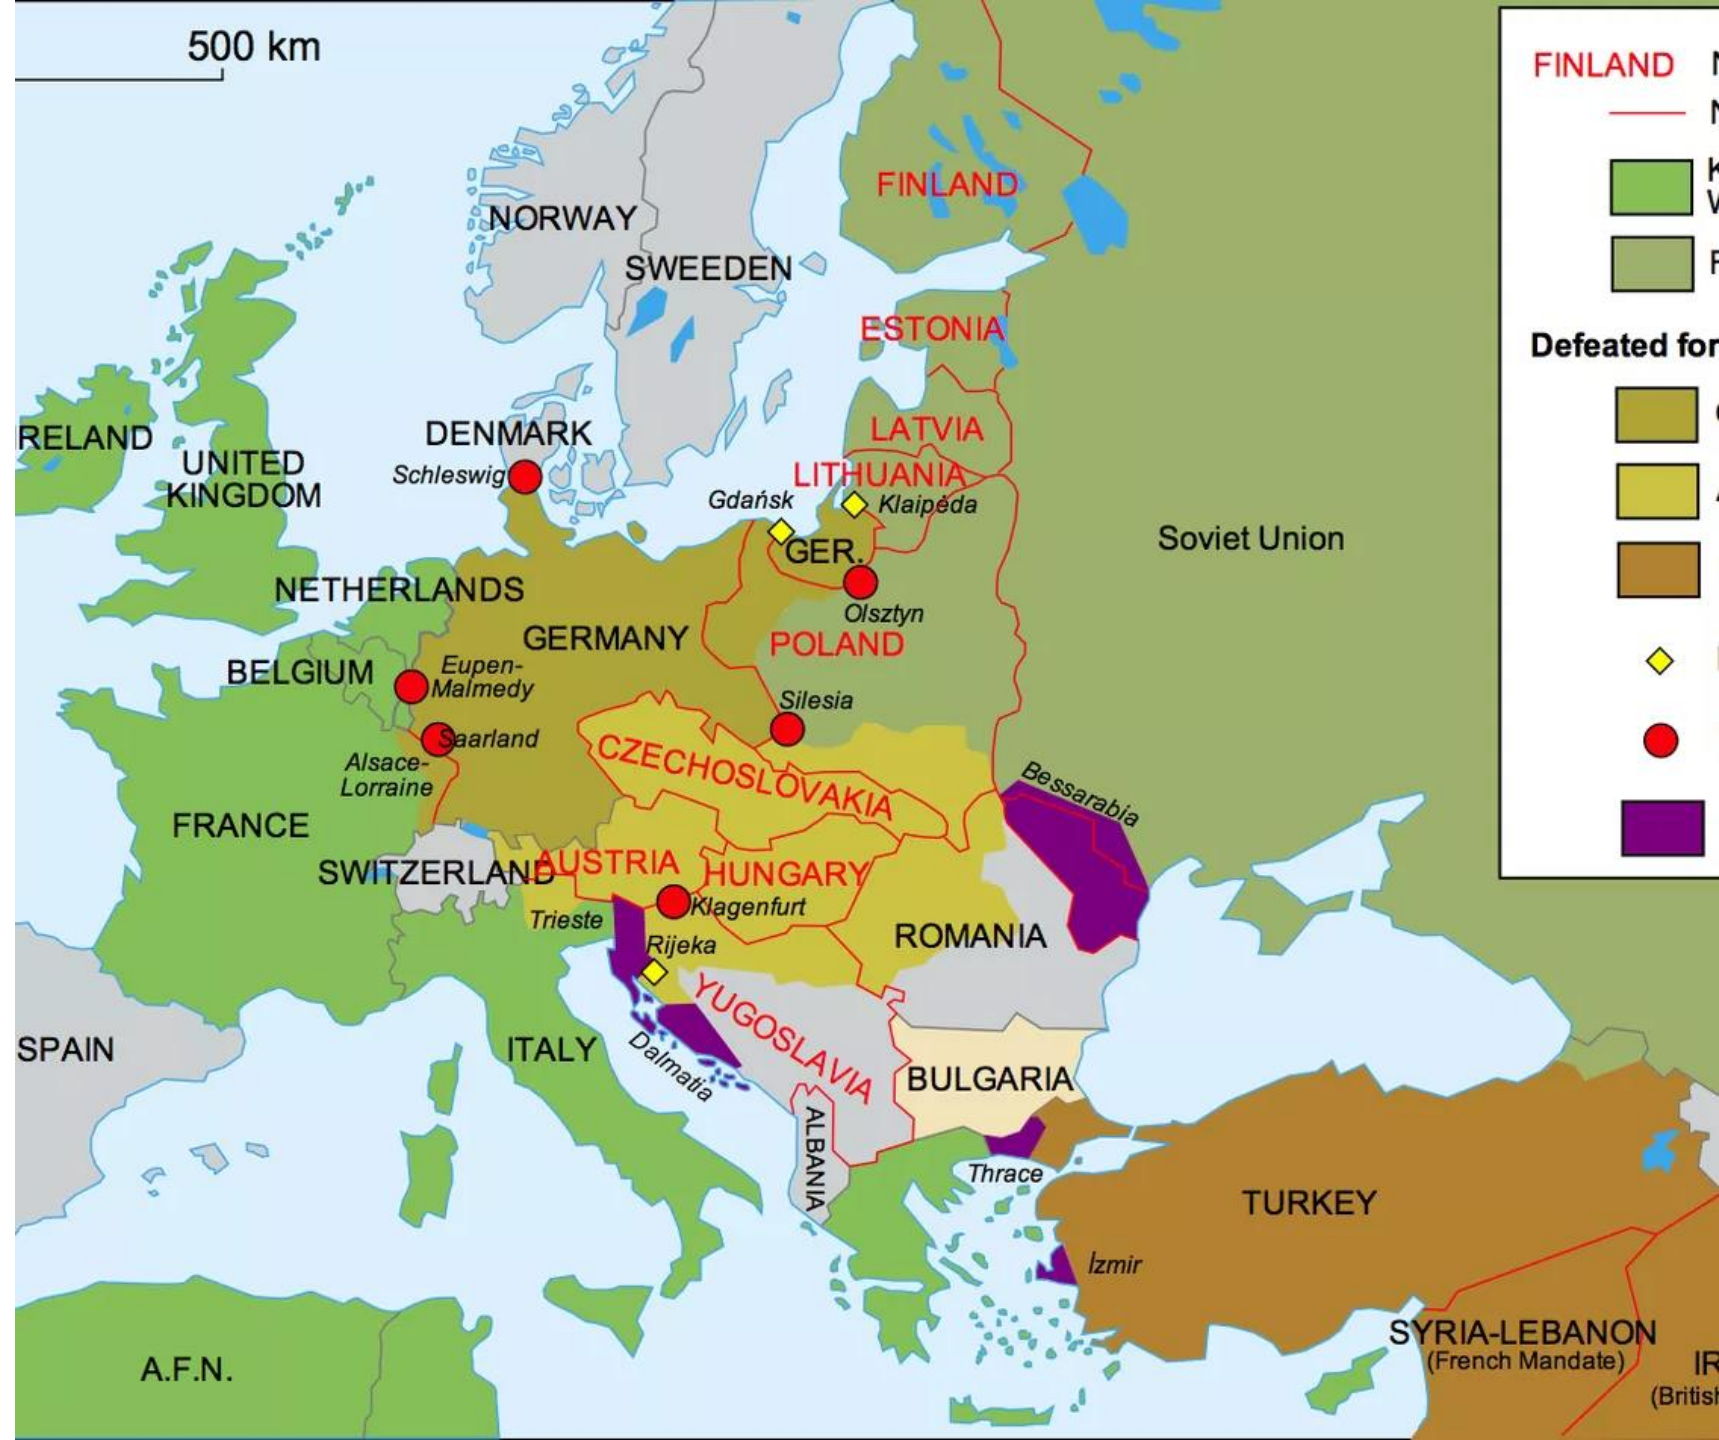 500 km
NORWAY
SWEEDEN
FINLAND
ESTONIA
LATVIA
LITHUANIA
Klaipėda
Gdańsk
GER.
Olsztyn
POLAND
Silesia
Soviet Union
RELAND
UNITED
KINGDOM
DENMARK
Schleswig
NETHERLANDS
GERMANY
BELGIUM
Eupen-
Malmedy
Saarland
Alsace-
Lorraine
FRANCE
SWITZERLAND
CZECHOSLOVAKIA
AUSTRIA
HUNGARY
Klagenfurt
Trieste
Rijeka
Bessarabia
ROMANIA
YUGOSLAVIA
Dalmatia
SPAIN
ITALY
BULGARIA
ALBANIA
Thrace
TURKEY
İzmir
A.F.N.
SYRIA-LEBANON
(French Mandate)
IR
(British
FINLAND
Defeated for